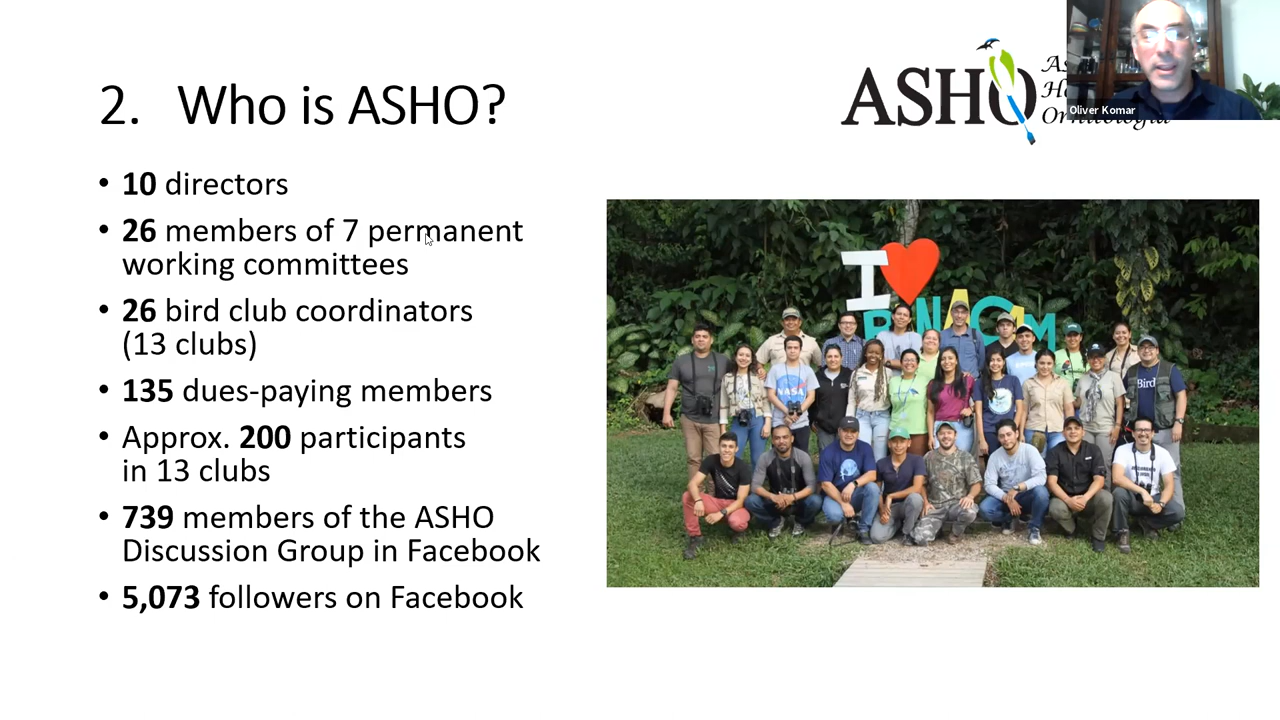 2. Who is ASHO?
• 10 directors
• 26 members of 7 permanent
working committees
• 26 bird club coordinators
(13 clubs)
• 135 dues-paying members
• Approx. 200 participants
in 13 clubs
• 739 members of the ASHO
Discussion Group in Facebook
• 5,073 followers on Facebook
ASHO
Oliver Komar
I
NASA
Bird